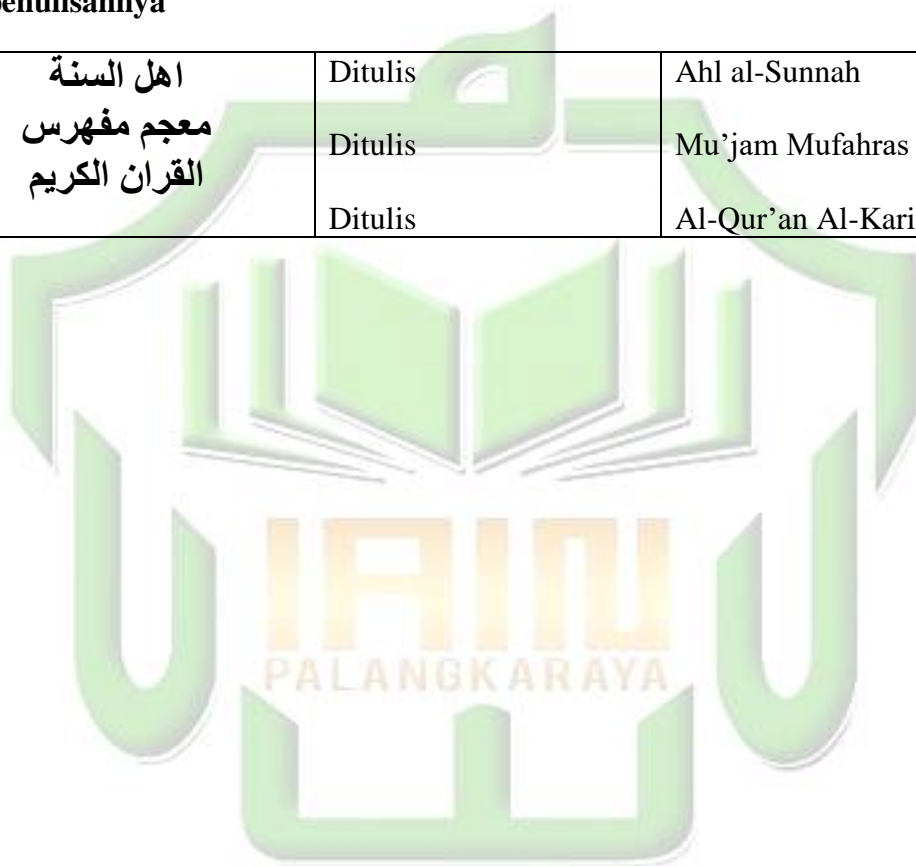 penulisannya
اهل السنة Ditulis Ahl al-Sunnah
معجم مفهرس Ditulis Mu’jam Mufahras
القران الكريم Ditulis Al-Qur’an Al-Kari
IAIN
PALANGKARAYA